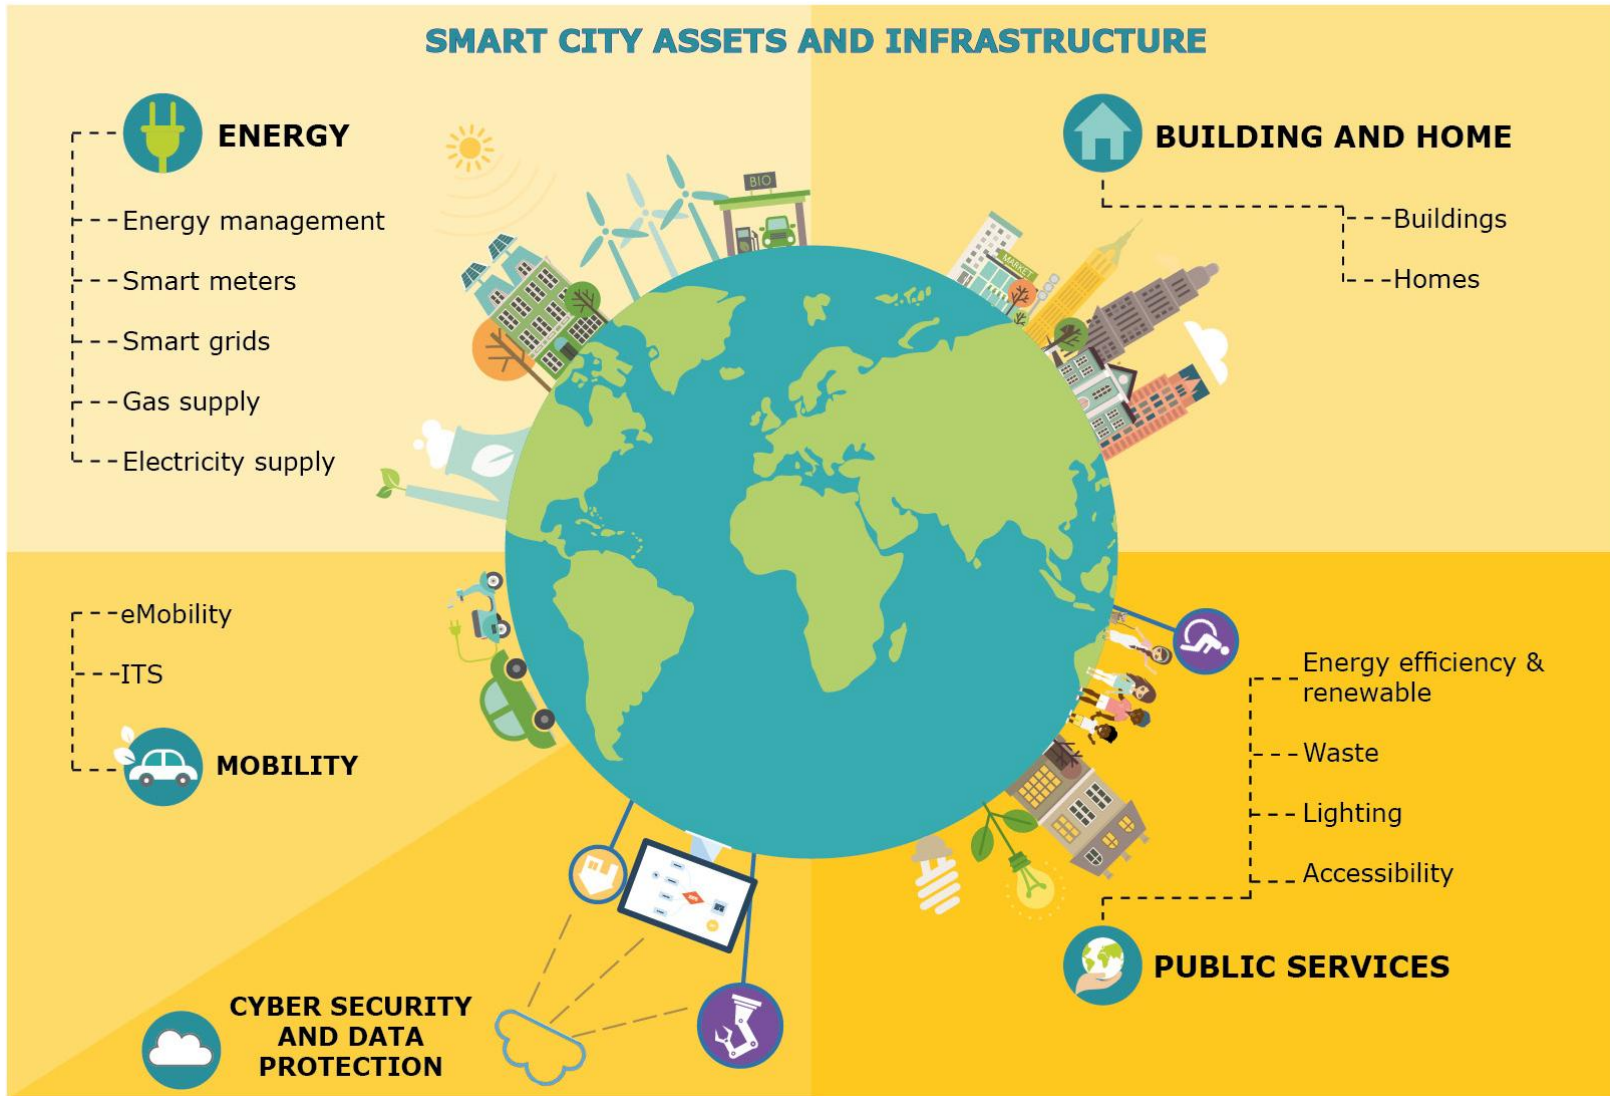 SMART CITY ASSETS AND INFRASTRUCTURE
ENERGY
Energy management
Smart meters
Smart grids
Gas supply
Electricity supply
BIO
BUILDING AND HOME
Buildings
Homes
MARKET
eMobility
ITS
MOBILITY
Energy efficiency &
renewable
Waste
Lighting
Accessibility
PUBLIC SERVICES
CYBER SECURITY
AND DATA
PROTECTION